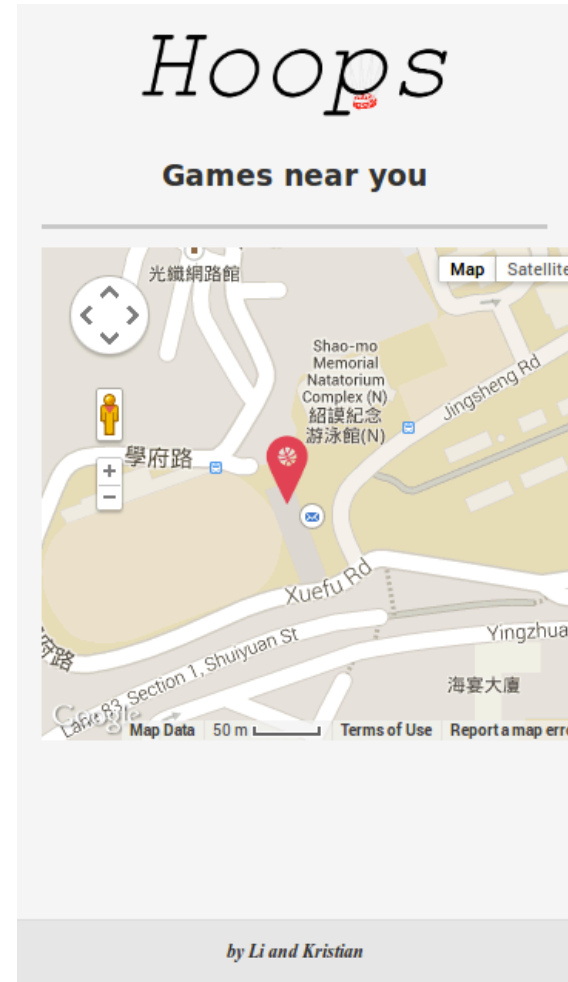 Hoops
Games near you
光纖網路館
Map Satellite
Shao-mo
Memorial
Natatorium
Complex (N)
紹謨紀念
游泳館(N)
Jingsheng Rd
學府路
+
−
Xuefu Rd
府路
Yingzhua
Lane 83, Section 1, Shuiyuan St
海宴大廈
Google
Map Data 50 m Terms of Use Report a map erro
by Li and Kristian